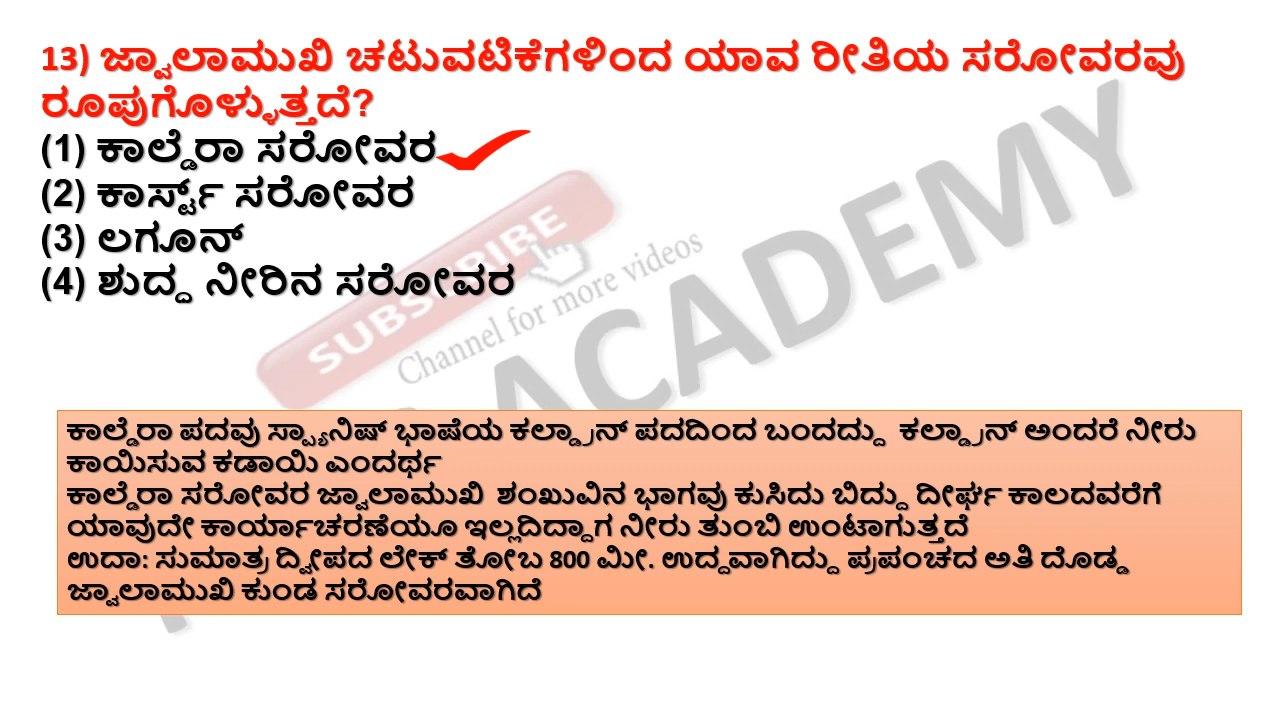 13) ಜ್ವಾಲಾಮುಖಿ ಚಟುವಟಿಕೆಗಳಿಂದ ಯಾವ ರೀತಿಯ ಸರೋವರವು
ರೂಪುಗೊಳ್ಳುತ್ತದೆ?
(1) ಕಾಲ್ಡೆರಾ ಸರೋವರ
(2) ಕಾರ್ಸ್ಟ್ ಸರೋವರ
(3) ಲಗೂನ್
(4) ಶುದ್ದ ನೀರಿನ ಸರೋವರ
SUBSCRIBE
Channel for more videos
ACADEMY
ಕಾಲ್ಡೆರಾ ಪದವು ಸ್ಪ್ಯಾನಿಷ್ ಭಾಷೆಯ ಕಲ್ಡ್ರಾನ್ ಪದದಿಂದ ಬಂದದ್ದು ಕಲ್ಡ್ರಾನ್ ಅಂದರೆ ನೀರು
ಕಾಯಿಸುವ ಕಡಾಯಿ ಎಂದರ್ಥ
ಕಾಲ್ಡೆರಾ ಸರೋವರ ಜ್ವಾಲಾಮುಖಿ ಶಂಖುವಿನ ಭಾಗವು ಕುಸಿದು ಬಿದ್ದು ದೀರ್ಘ ಕಾಲದವರೆಗೆ
ಯಾವುದೇ ಕಾರ್ಯಾಚರಣೆಯೂ ಇಲ್ಲದಿದ್ದಾಗ ನೀರು ತುಂಬಿ ಉಂಟಾಗುತ್ತದೆ
ಉದಾ: ಸುಮಾತ್ರ ದ್ವೀಪದ ಲೇಕ್ ತೋಬ 800 ಮೀ. ಉದ್ದವಾಗಿದ್ದು ಪ್ರಪಂಚದ ಅತಿ ದೊಡ್ಡ
ಜ್ವಾಲಾಮುಖಿ ಕುಂಡ ಸರೋವರವಾಗಿದೆ